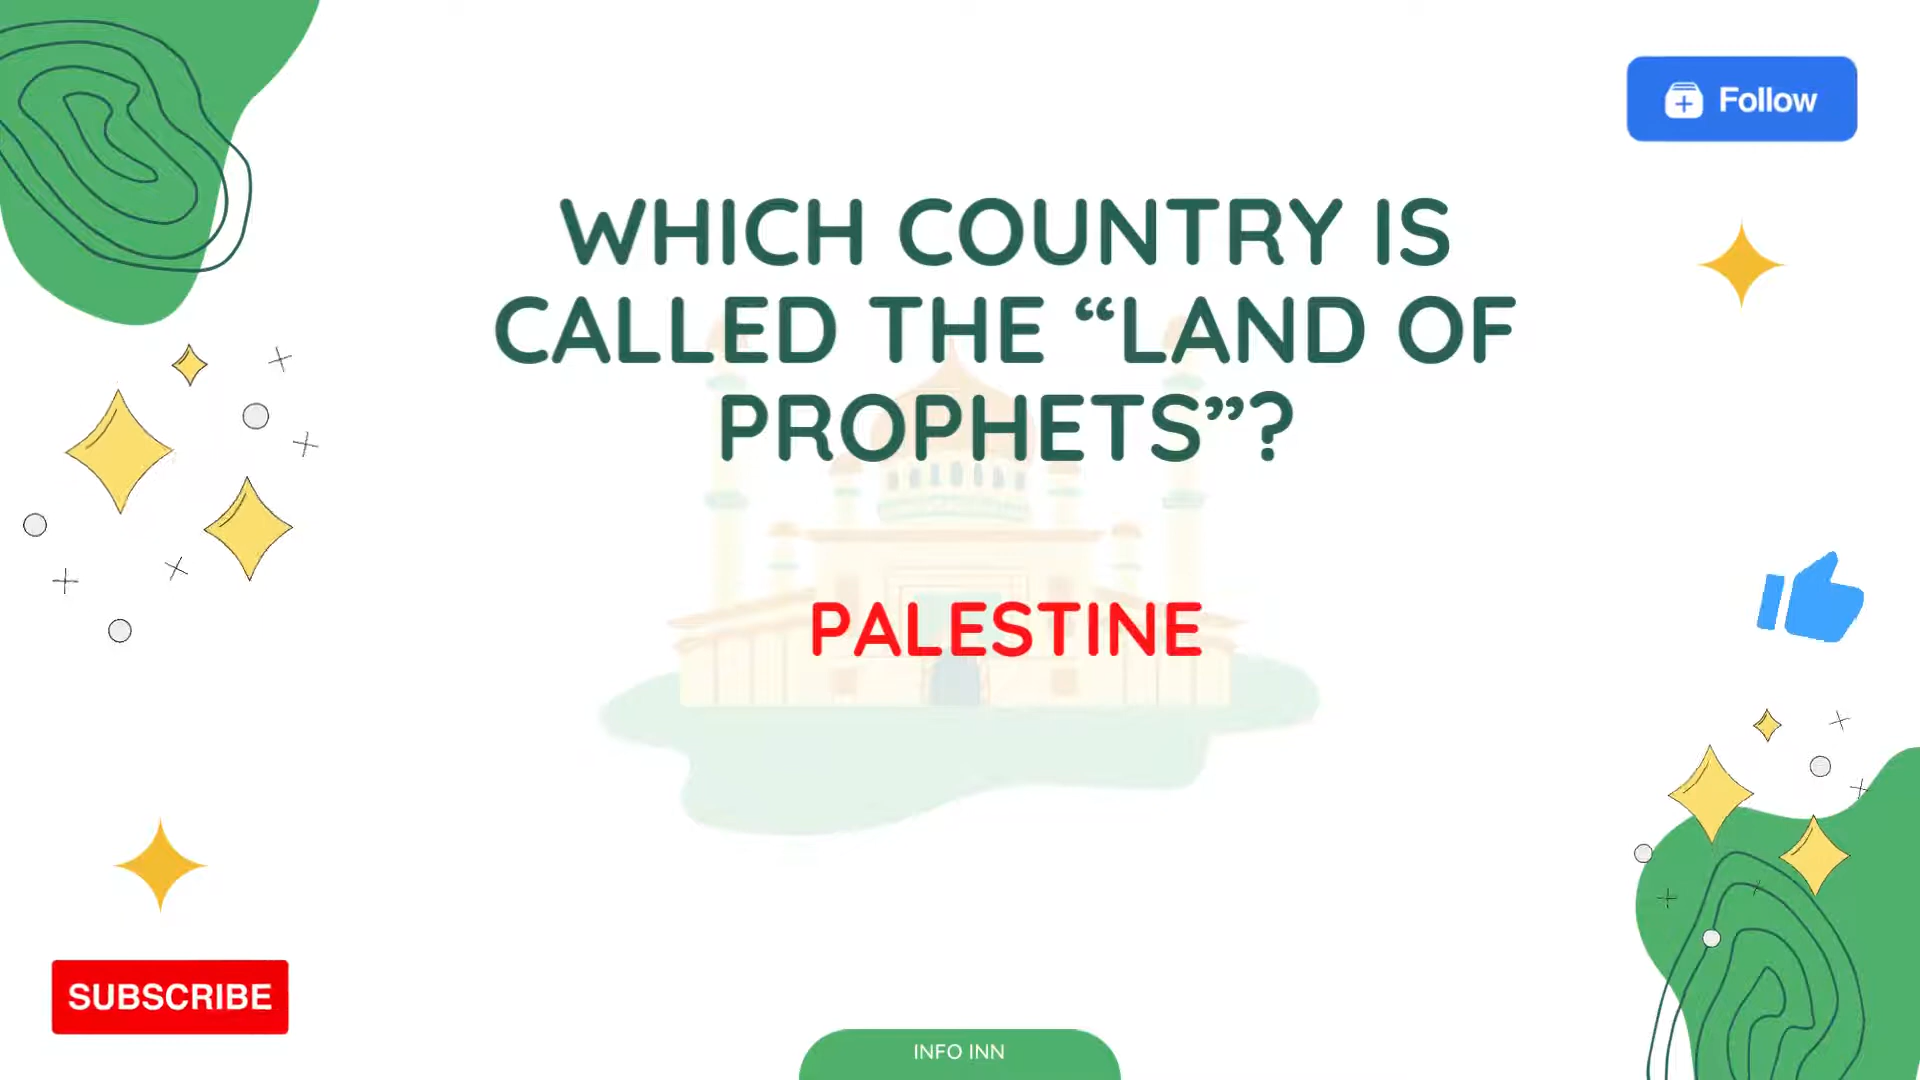 Follow
WHICH COUNTRY IS
CALLED THE “LAND OF
PROPHETS”?
PALESTINE
SUBSCRIBE
INFO INN